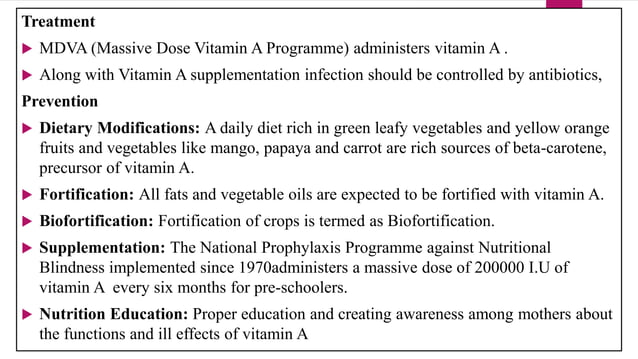 Treatment
MDVA (Massive Dose Vitamin A Programme) administers vitamin A .
Along with Vitamin A supplementation infection should be controlled by antibiotics,
Prevention
Dietary Modifications: A daily diet rich in green leafy vegetables and yellow orange
fruits and vegetables like mango, papaya and carrot are rich sources of beta-carotene,
precursor of vitamin A.
Fortification: All fats and vegetable oils are expected to be fortified with vitamin A.
Biofortification: Fortification of crops is termed as Biofortification.
Supplementation: The National Prophylaxis Programme against Nutritional
Blindness implemented since 1970administers a massive dose of 200000 I.U of
vitamin A every six months for pre-schoolers.
Nutrition Education: Proper education and creating awareness among mothers about
the functions and ill effects of vitamin A